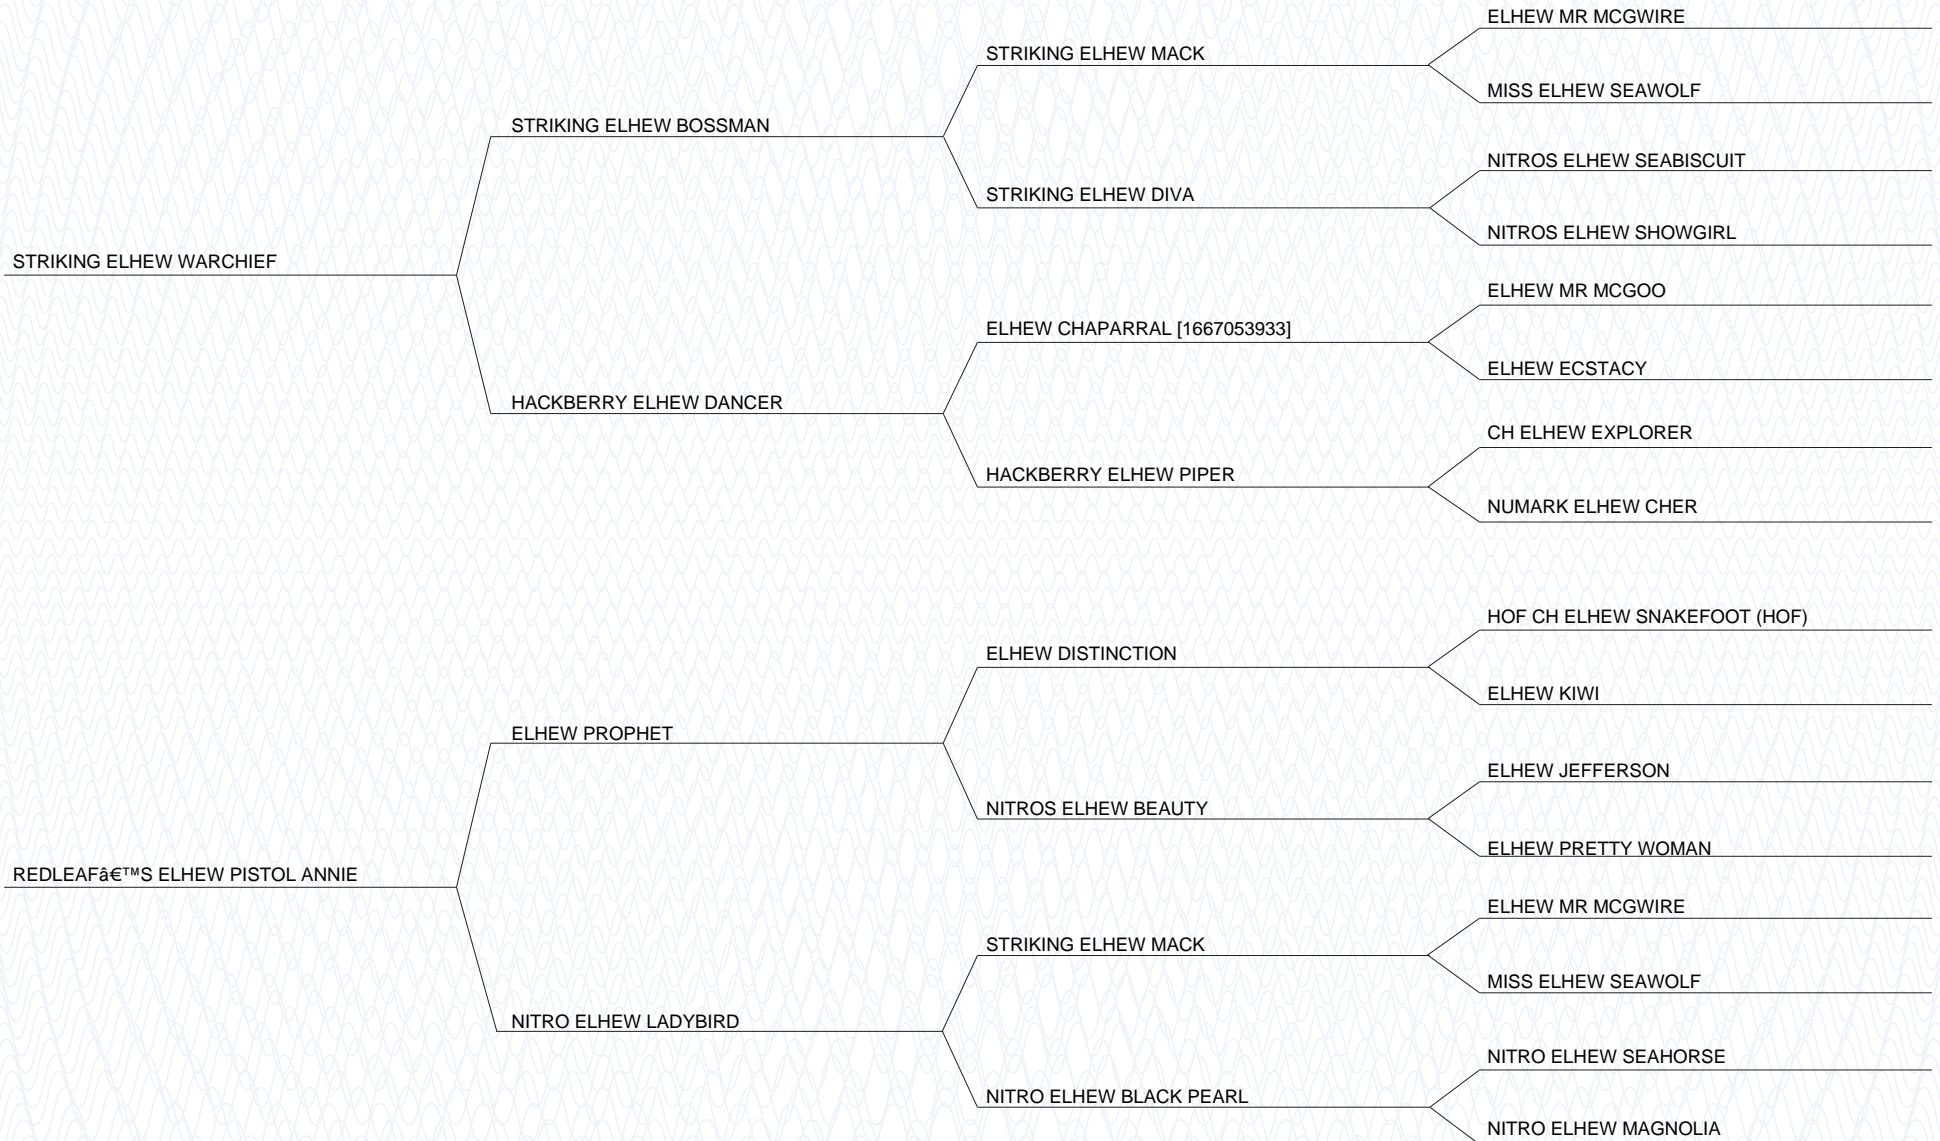 ELHEW MR MCGWIRE
STRIKING ELHEW MACK
MISS ELHEW SEAWOLF
STRIKING ELHEW BOSSMAN
NITROS ELHEW SEABISCUIT
STRIKING ELHEW DIVA
NITROS ELHEW SHOWGIRL
STRIKING ELHEW WARCHIEF
ELHEW MR MCGOO
ELHEW CHAPARRAL [1667053933]
ELHEW ECSTACY
HACKBERRY ELHEW DANCER
CH ELHEW EXPLORER
HACKBERRY ELHEW PIPER
NUMARK ELHEW CHER
HOF CH ELHEW SNAKEFOOT (HOF)
ELHEW DISTINCTION
ELHEW KIWI
ELHEW PROPHET
ELHEW JEFFERSON
NITROS ELHEW BEAUTY
ELHEW PRETTY WOMAN
REDLEAFâ€™S ELHEW PISTOL ANNIE
ELHEW MR MCGWIRE
STRIKING ELHEW MACK
MISS ELHEW SEAWOLF
NITRO ELHEW LADYBIRD
NITRO ELHEW SEAHORSE
NITRO ELHEW BLACK PEARL
NITRO ELHEW MAGNOLIA